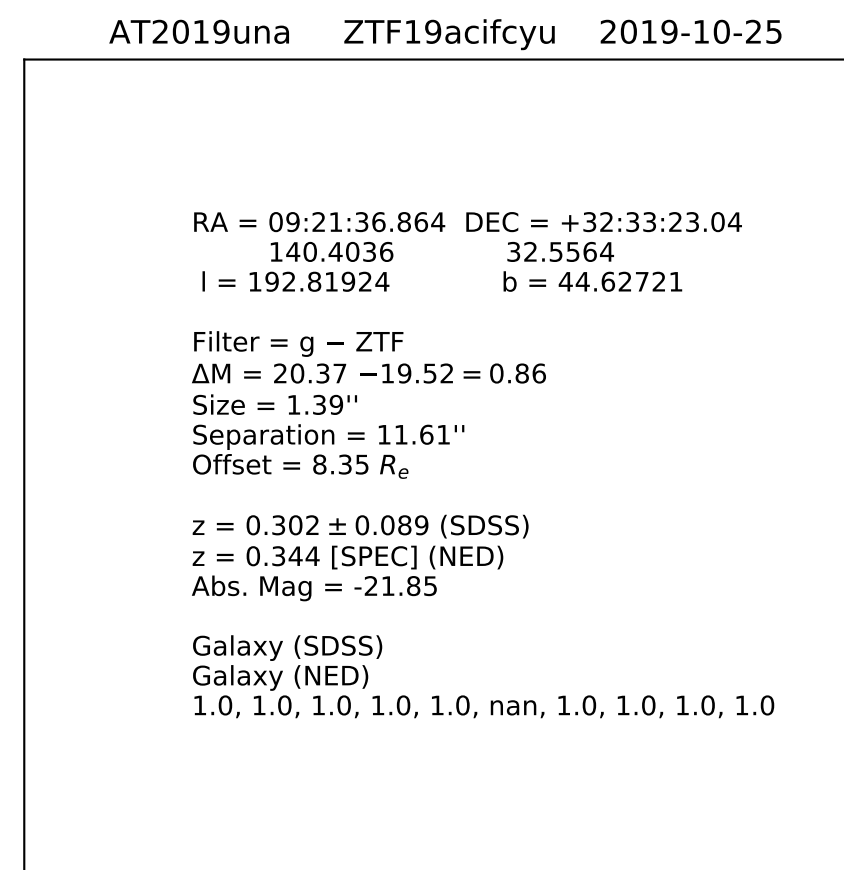 AT2019una ZTF19acifcyu 2019-10-25
RA = 09:21:36.864 DEC = +32:33:23.04
140.4036 32.5564
l = 192.81924 b = 44.62721
Filter = g − ZTF
ΔM = 20.37 −19.52 = 0.86
Size = 1.39''
Separation = 11.61''
Offset = 8.35 Rₑ
z = 0.302 ± 0.089 (SDSS)
z = 0.344 [SPEC] (NED)
Abs. Mag = -21.85
Galaxy (SDSS)
Galaxy (NED)
1.0, 1.0, 1.0, 1.0, 1.0, nan, 1.0, 1.0, 1.0, 1.0